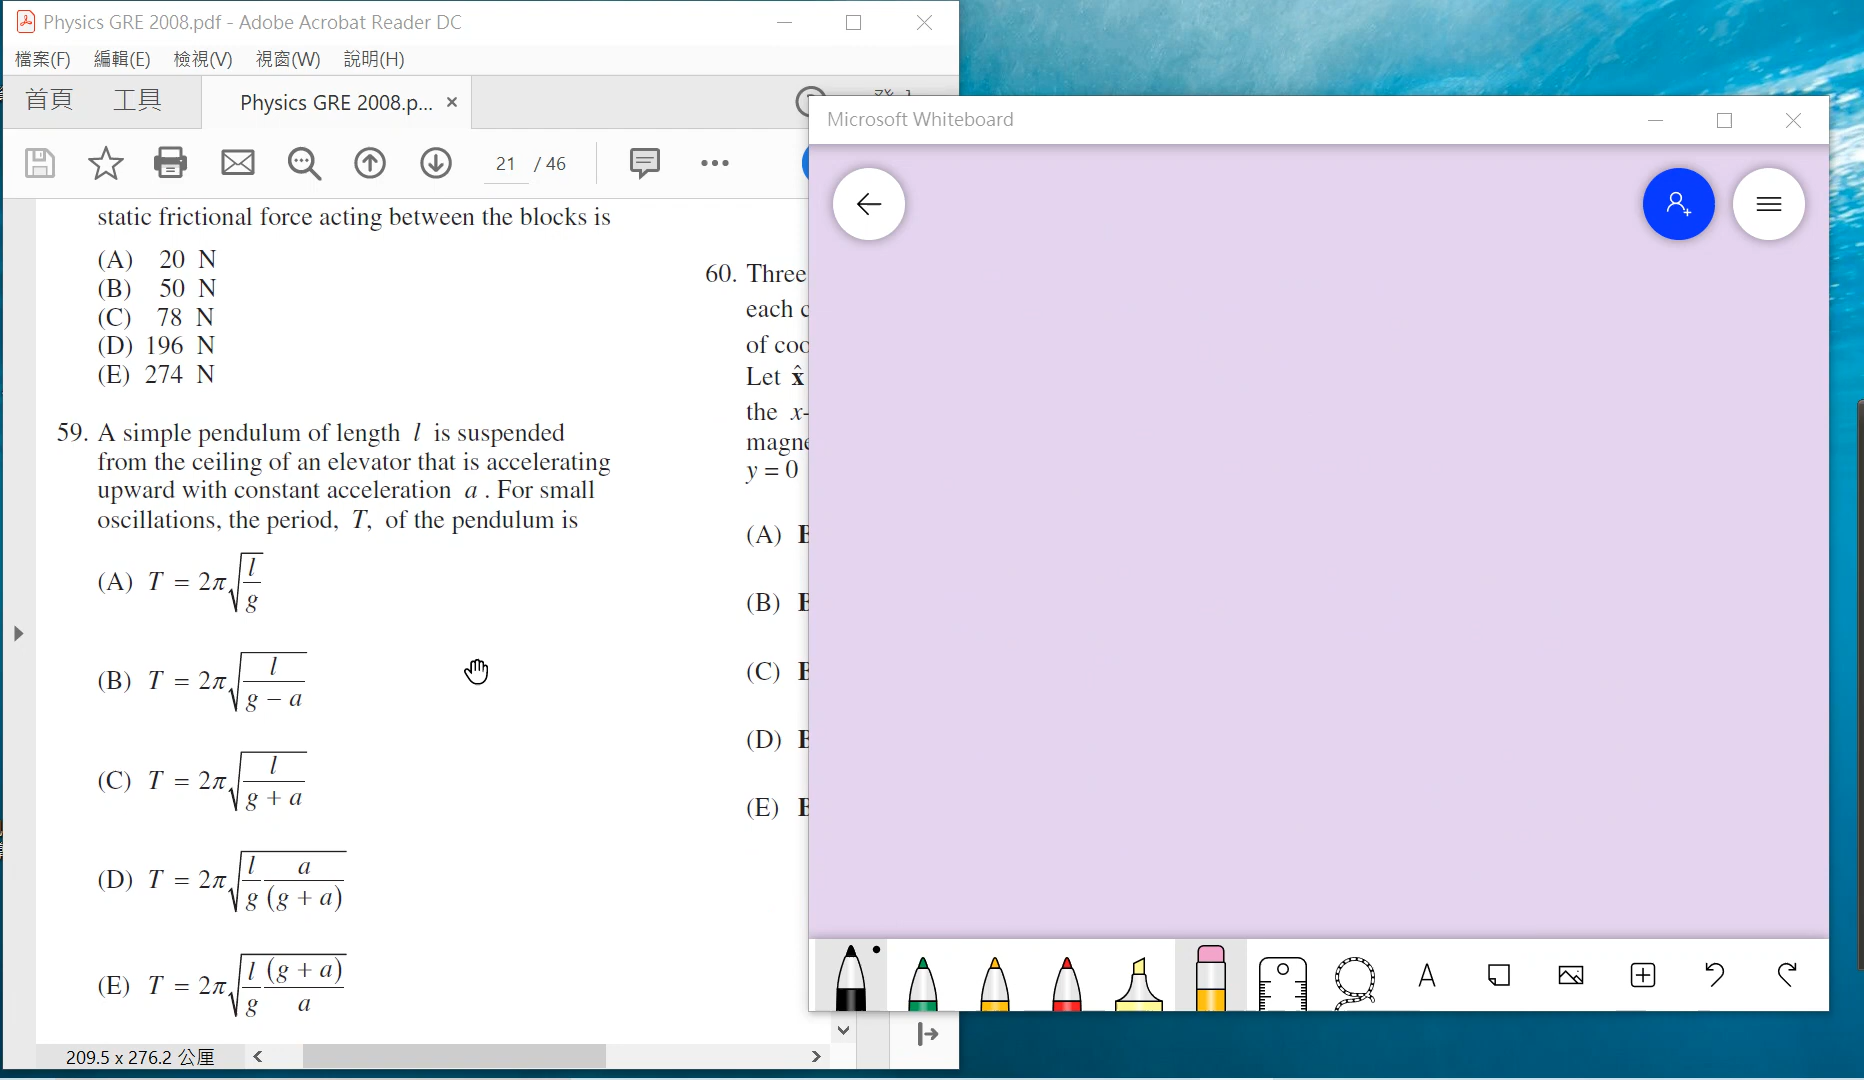 Physics GRE 2008.pdf - Adobe Acrobat Reader DC
檔案(F) 編輯(E) 檢視(V) 視窗(W) 說明(H)
首頁 工具 Physics GRE 2008.p... ×
21 / 46
static frictional force acting between the blocks is
(A) 20 N
(B) 50 N
(C) 78 N
(D) 196 N
(E) 274 N
59. A simple pendulum of length l is suspended
from the ceiling of an elevator that is accelerating
upward with constant acceleration a . For small
oscillations, the period, T, of the pendulum is
(A) T = 2π√(l/g)
(B) T = 2π√(l/(g − a))
(C) T = 2π√(l/(g + a))
(D) T = 2π√(l/g a/(g + a))
(E) T = 2π√(l/g (g + a)/a)
60. Three
each
of
Let x̂
the x-
y = 0
(A)
(B)
(C)
(D)
(E)
209.5 x 276.2 公厘
Microsoft Whiteboard